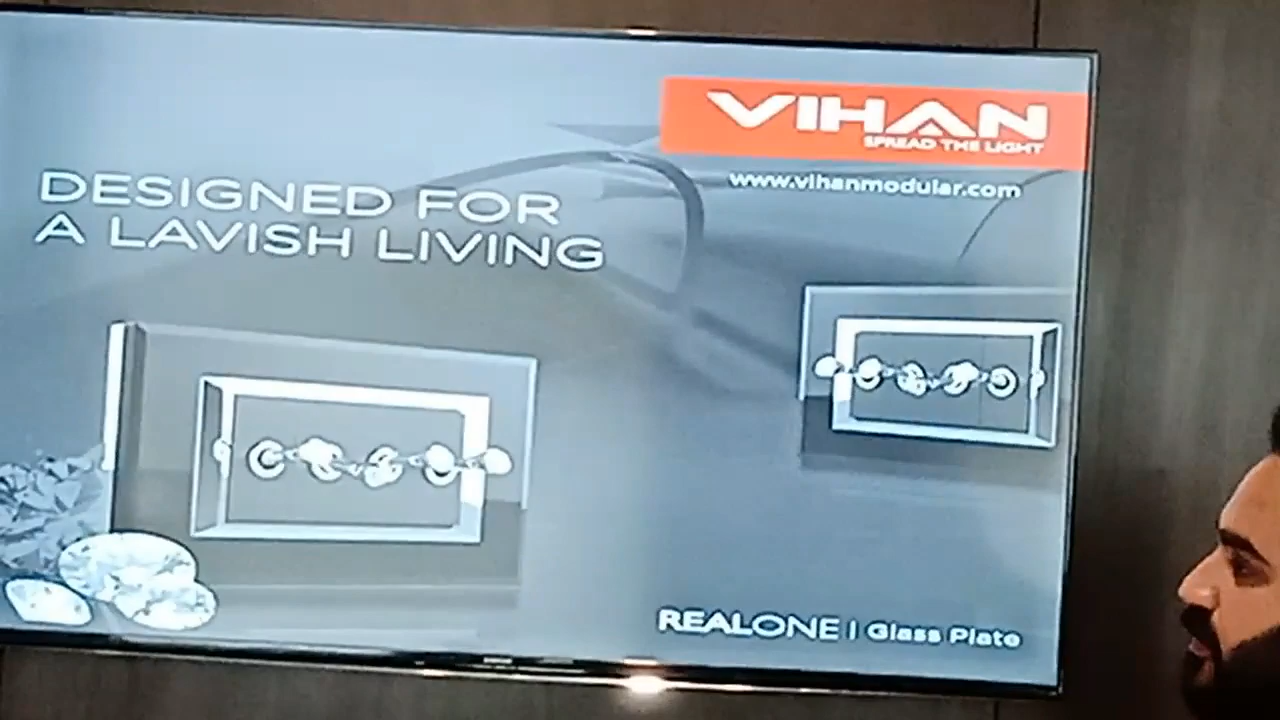 VIHAN
SPREAD THE LIGHT
www.vihanmodular.com
DESIGNED FOR
A LAVISH LIVING
REALONE | Glass Plate